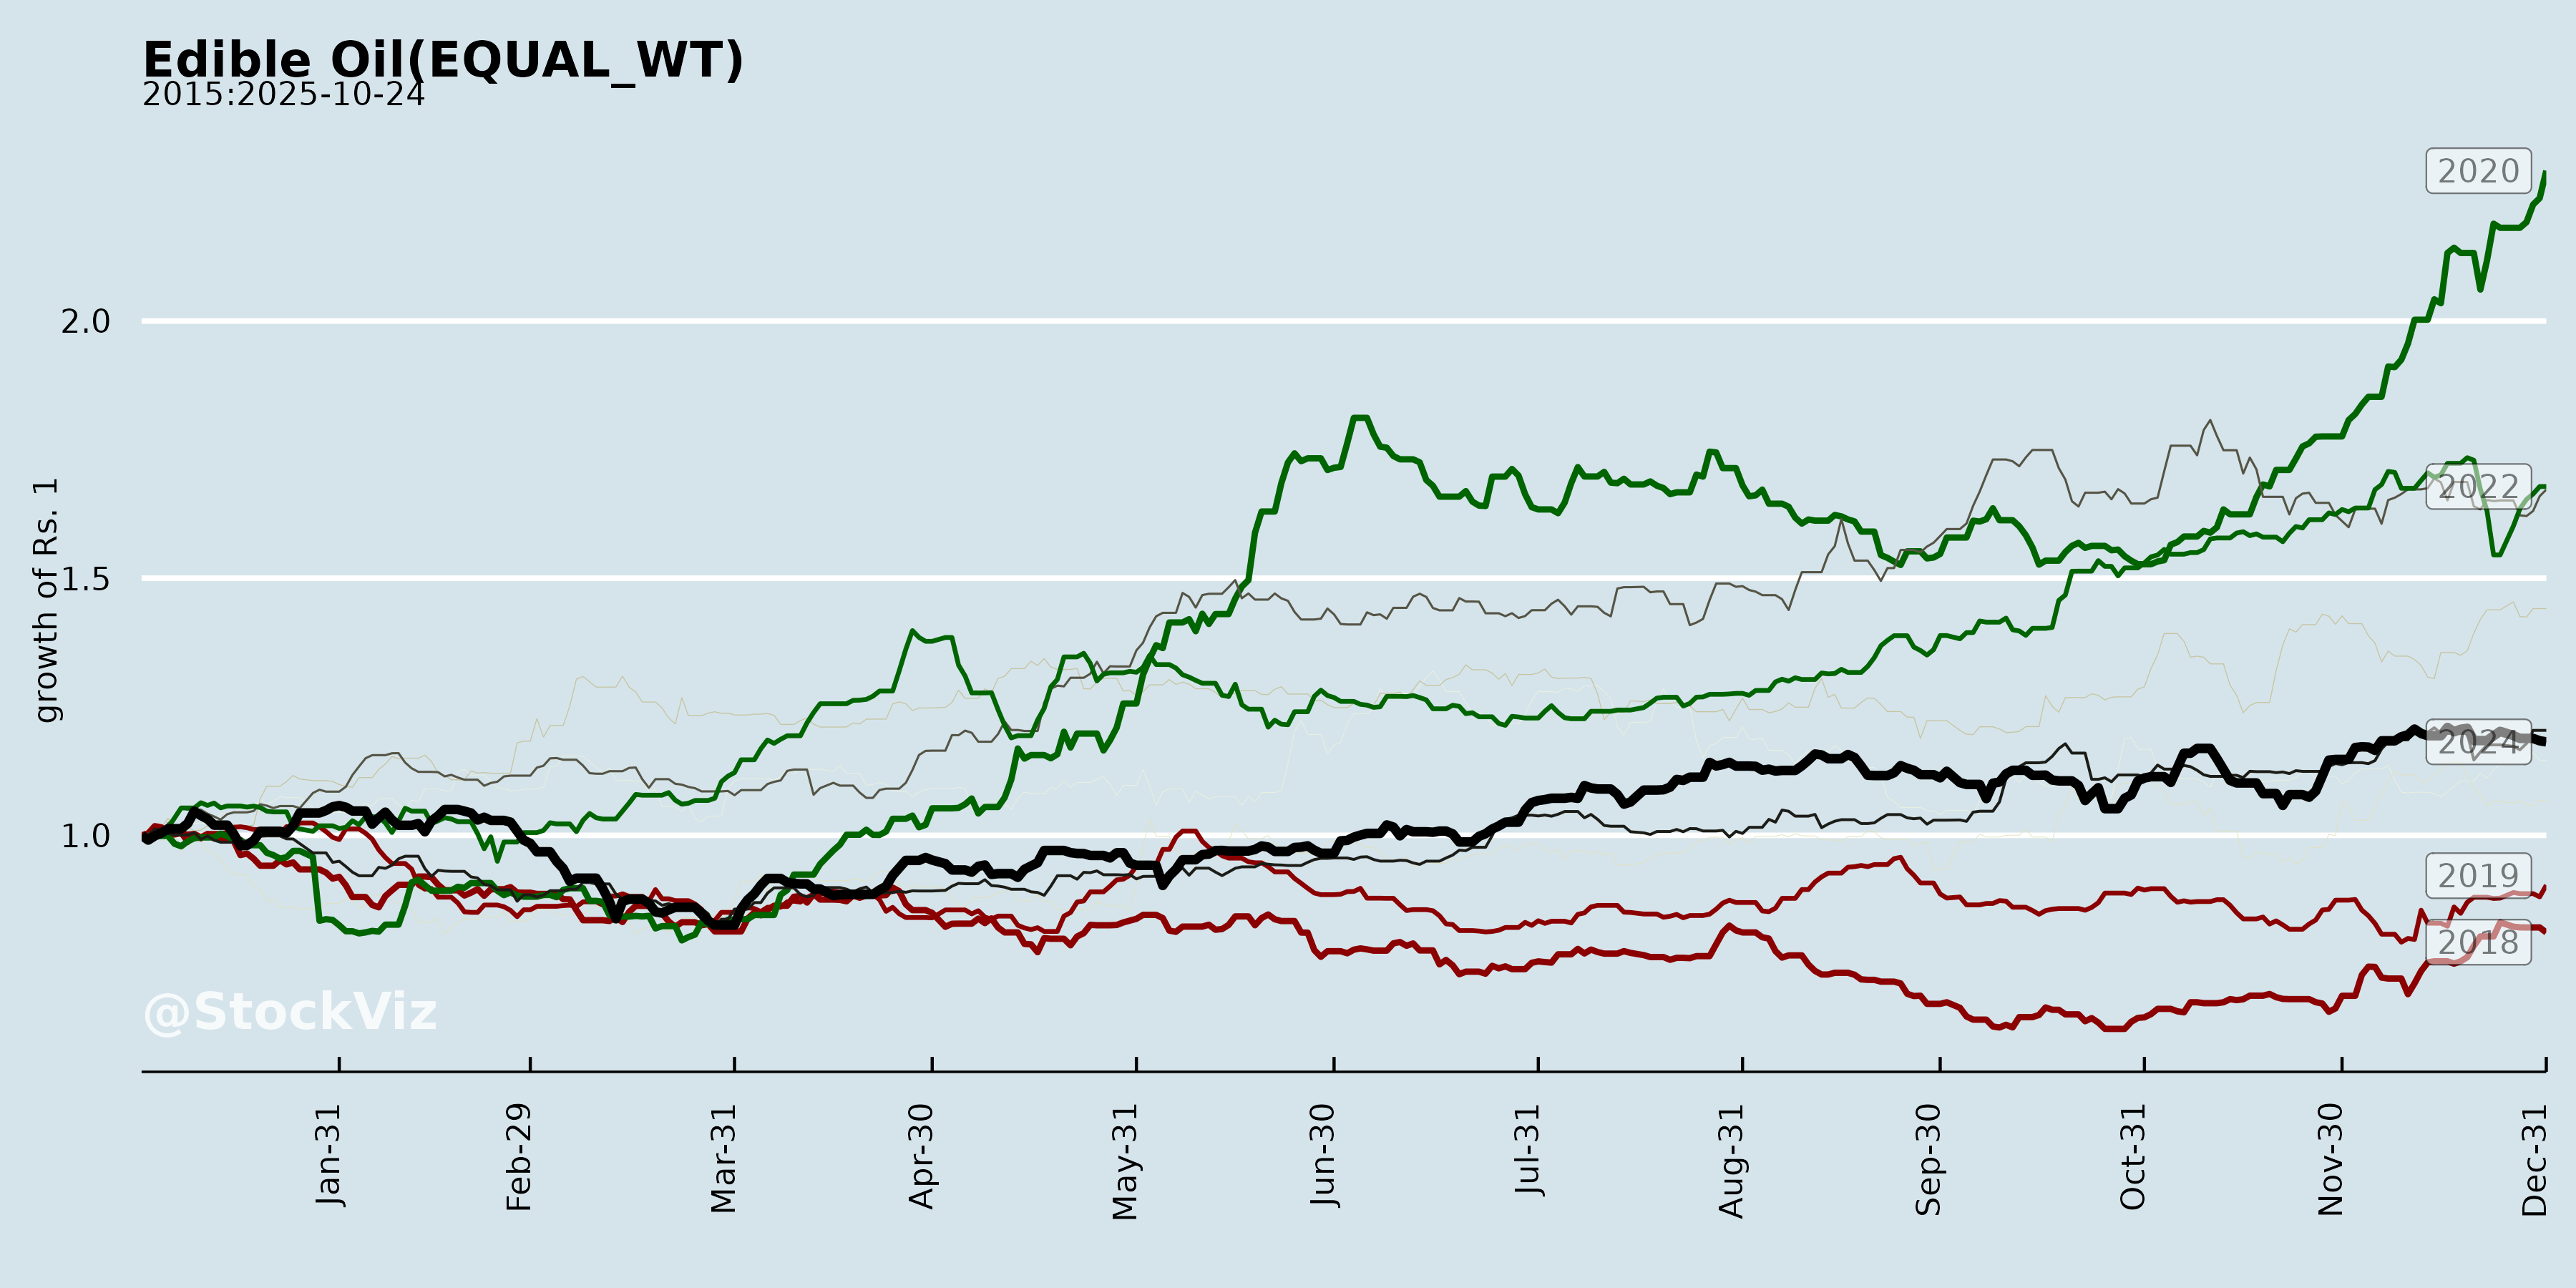 Edible Oil(EQUAL_WT)
2015:2025-10-24
growth of Rs. 1
2.0
1.5
1.0
2020
2022
2024
2019
2018
@StockViz
Jan-31
Feb-29
Mar-31
Apr-30
May-31
Jun-30
Jul-31
Aug-31
Sep-30
Oct-31
Nov-30
Dec-31